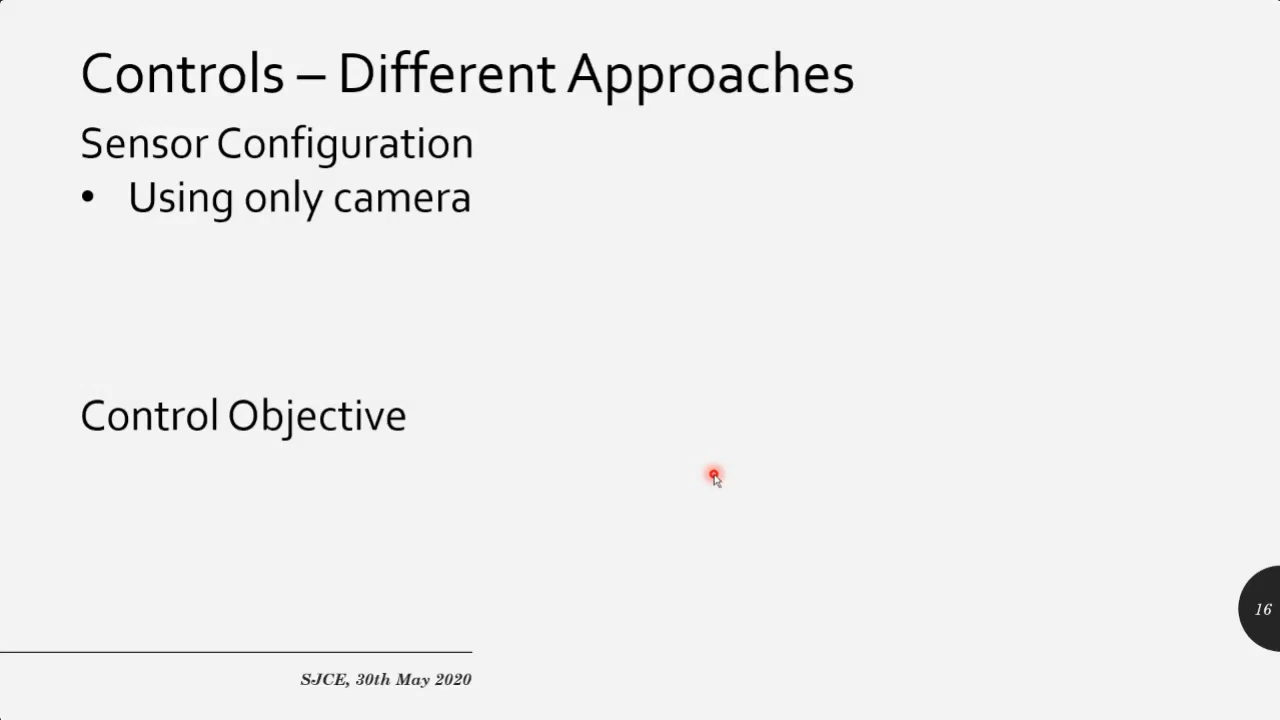 Controls – Different Approaches
Sensor Configuration
• Using only camera
Control Objective
16
SJCE, 30th May 2020